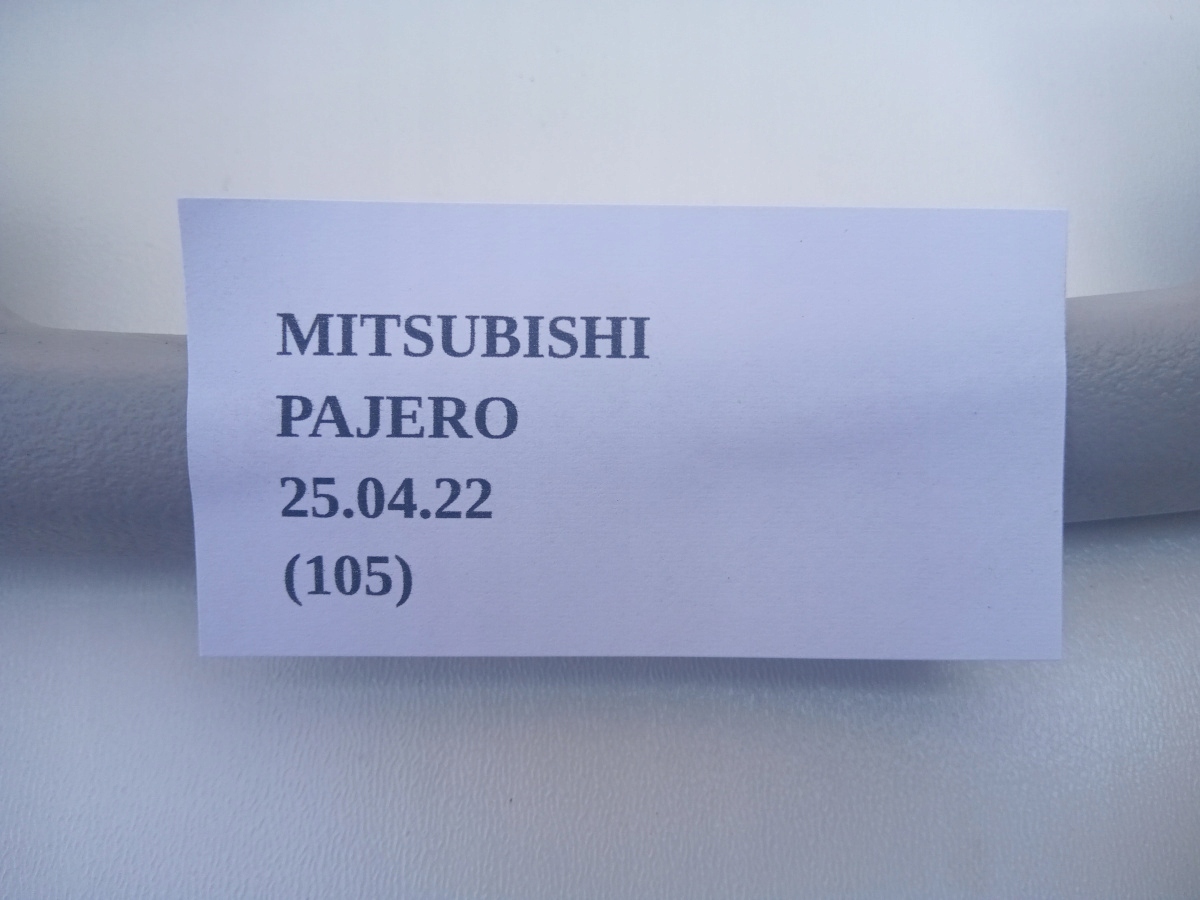 MITSUBISHI
PAJERO
25.04.22
(105)